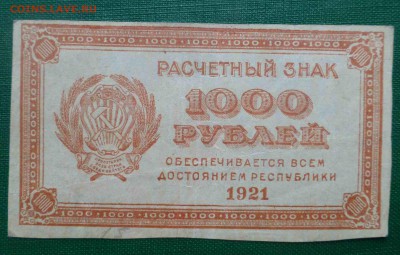 COINS.LAVE.RU
РАСЧЕТНЫЙ ЗНАК
1000
РУБЛЕЙ
ОБЕСПЕЧИВАЕТСЯ ВСЕМ
ДОСТОЯНИЕМ РЕСПУБЛИКИ
1921